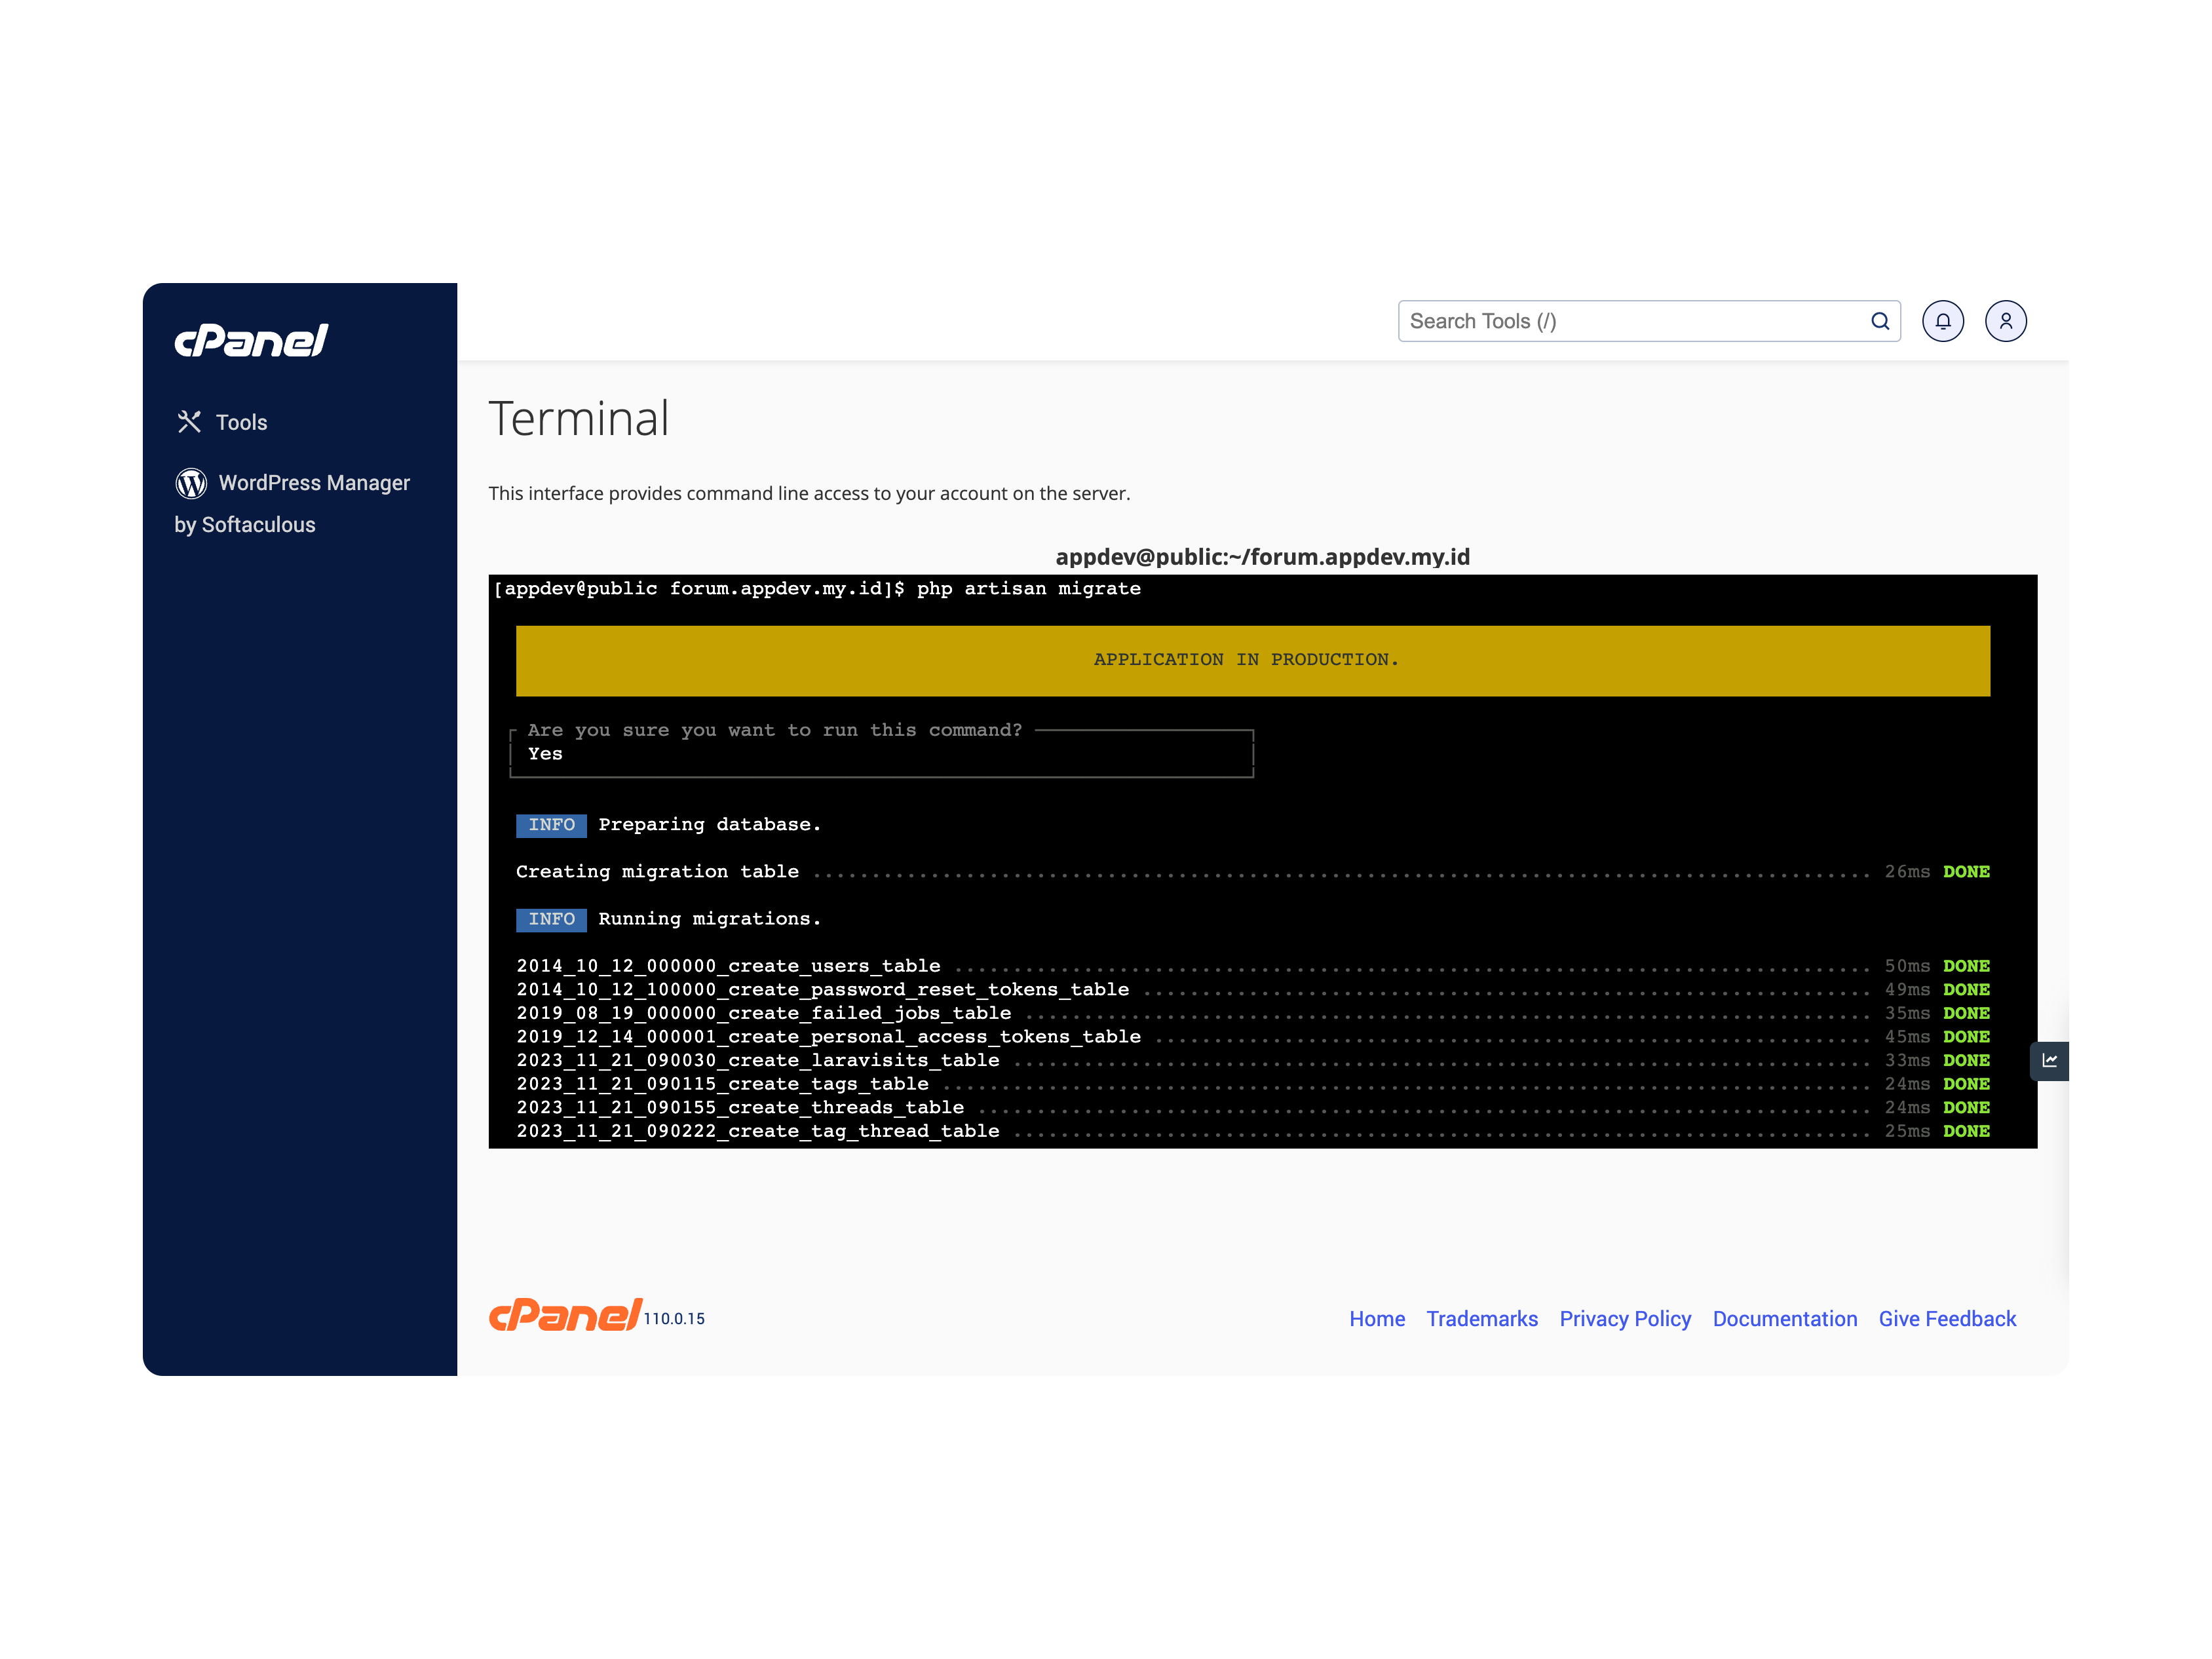 cPanel
Search Tools (/)
Tools
WordPress Manager
by Softaculous
Terminal
This interface provides command line access to your account on the server.
appdev@public:~/forum.appdev.my.id
[appdev@public forum.appdev.my.id]$ php artisan migrate
APPLICATION IN PRODUCTION.
Are you sure you want to run this command?
Yes
INFO Preparing database.
Creating migration table ........................................................................................ 26ms DONE
INFO Running migrations.
2014_10_12_000000_create_users_table ............................................................................. 50ms DONE
2014_10_12_100000_create_password_reset_tokens_table ............................................................. 49ms DONE
2019_08_19_000000_create_failed_jobs_table ....................................................................... 35ms DONE
2019_12_14_000001_create_personal_access_tokens_table ............................................................ 45ms DONE
2023_11_21_090030_create_laravisits_table ........................................................................ 33ms DONE
2023_11_21_090115_create_tags_table .............................................................................. 24ms DONE
2023_11_21_090155_create_threads_table ........................................................................... 24ms DONE
2023_11_21_090222_create_tag_thread_table ........................................................................ 25ms DONE
cPanel 110.0.15
Home Trademarks Privacy Policy Documentation Give Feedback